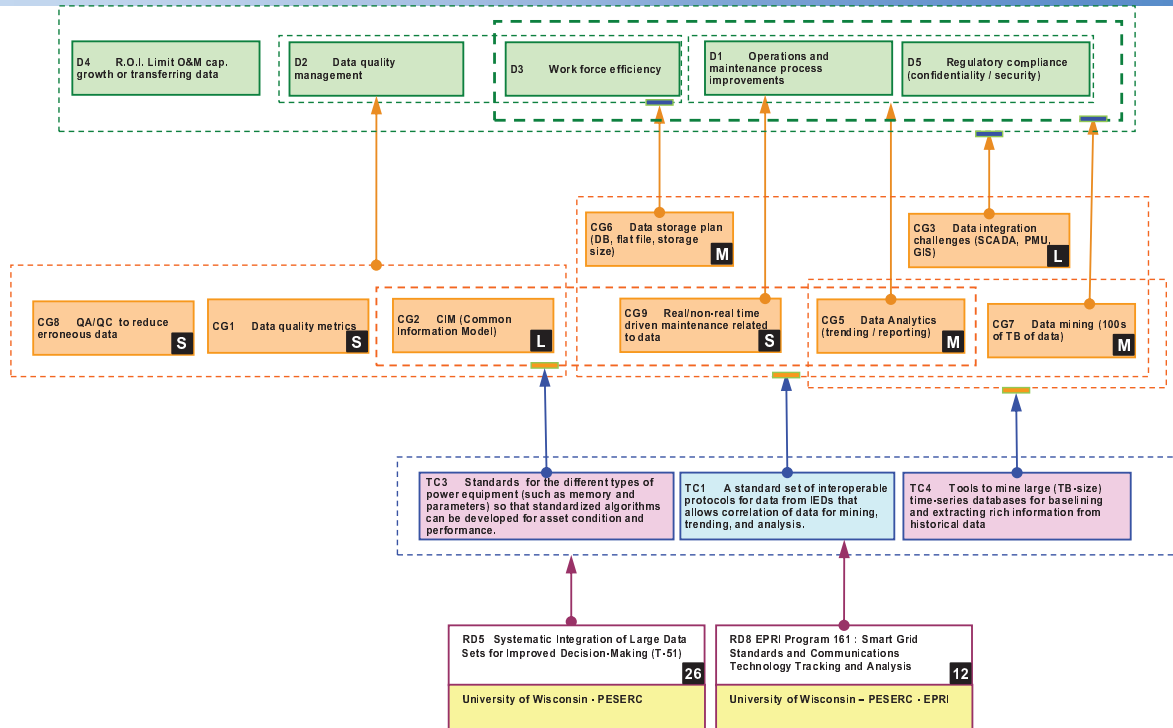 D4 R.O.I. Limit O&M cap.
growth or transferring data
D2 Data quality
management
D3 Work force efficiency
D1 Operations and
maintenance process
improvements
D5 Regulatory compliance
(confidentiality / security)
CG6 Data storage plan
(DB, flat file, storage
size)
M
CG3 Data integration
challenges (SCADA, PMU,
GIS)
L
CG8 QA/QC to reduce
erroneous data
S
CG1 Data quality metrics
S
CG2 CIM (Common
Information Model)
L
CG9 Real/non-real time
driven maintenance related
to data
S
CG5 Data Analytics
(trending / reporting)
M
CG7 Data mining (100s
of TB of data)
M
TC3 Standards for the different types of
power equipment (such as memory and
parameters) so that standardized algorithms
can be developed for asset condition and
performance.
TC1 A standard set of interoperable
protocols for data from IEDs that
allows correlation of data for mining,
trending, and analysis.
TC4 Tools to mine large (TB-size)
time-series databases for baselining
and extracting rich information from
historical data
RD5 Systematic Integration of Large Data
Sets for Improved Decision-Making (T-51)
26
University of Wisconsin - PESERC
RD8 EPRI Program 161 : Smart Grid
Standards and Communications
Technology Tracking and Analysis
12
University of Wisconsin – PESERC - EPRI